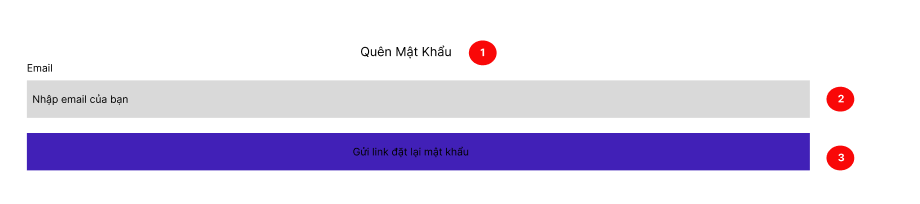 Quên Mật Khẩu 1
Email
Nhập email của bạn 2
Gửi link đặt lại mật khẩu 3